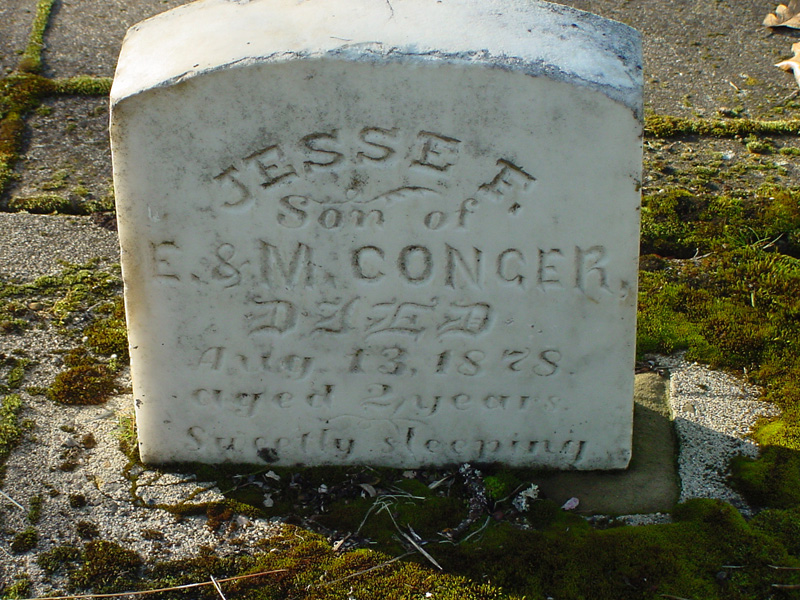 JESSE F.
Son of
E. & M. CONGER,
DIED
Aug. 13, 1878.
aged 2 years.
Sweetly sleeping